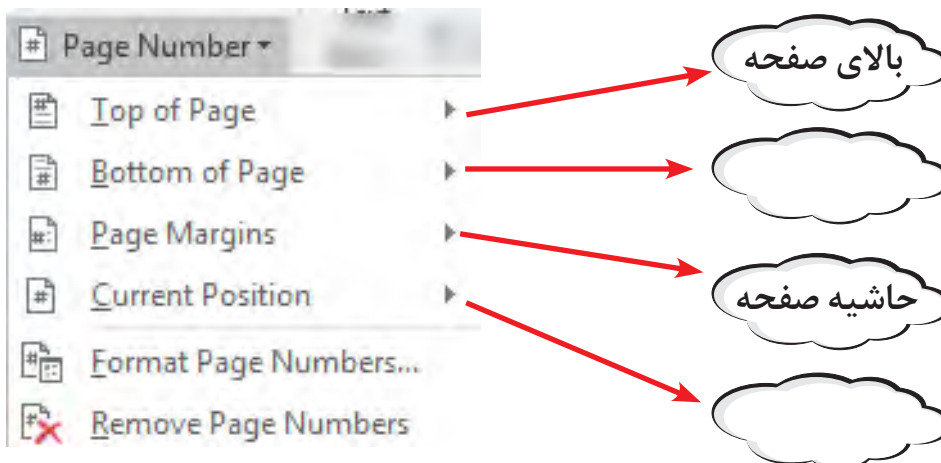 Page Number
Top of Page
Bottom of Page
Page Margins
Current Position
Format Page Numbers...
Remove Page Numbers
بالای صفحه
حاشیه صفحه